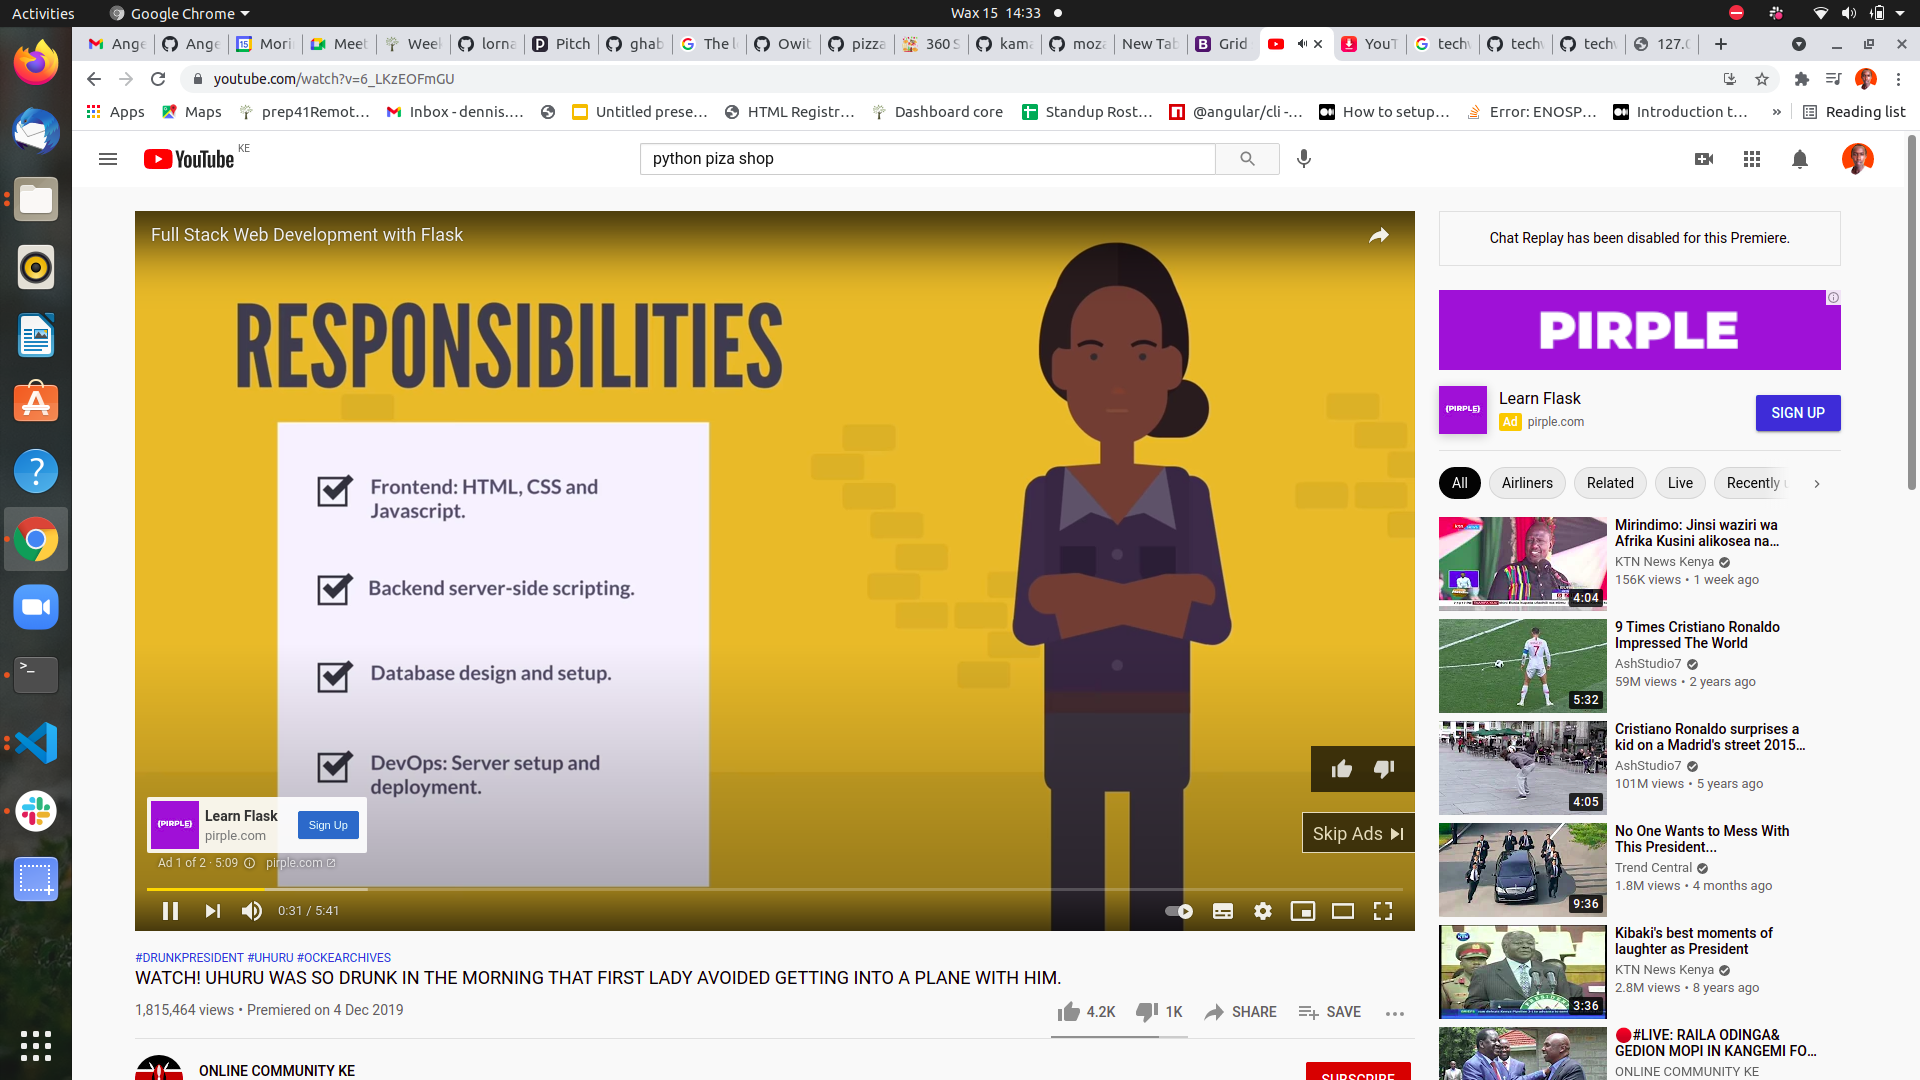 Activities
Google Chrome
Wax 15 14:33
Ange
Ange
15
Mori
Meet
Week
lorna
Pitch
ghab
The l
Owit
pizza
360 S
kama
moza
New Tab
Grid
YouT
techv
techv
techv
127.0
youtube.com/watch?v=6_LKzEOFmGU
Apps
Maps
prep41Remot...
Inbox - dennis....
Untitled prese...
HTML Registr...
Dashboard core
Standup Rost...
@angular/cli -...
How to setup...
Error: ENOSP...
Introduction t...
»
Reading list
YouTube KE
python piza shop
Full Stack Web Development with Flask
RESPONSIBILITIES
Frontend: HTML, CSS and
Javascript.
Backend server-side scripting.
Database design and setup.
DevOps: Server setup and
deployment.
{PIRPLE}
Learn Flask
pirple.com
Sign Up
Ad 1 of 2 · 5:09
pirple.com
Skip Ads
0:31 / 5:41
#DRUNKPRESIDENT #UHURU #OCKEARCHIVES
WATCH! UHURU WAS SO DRUNK IN THE MORNING THAT FIRST LADY AVOIDED GETTING INTO A PLANE WITH HIM.
1,815,464 views • Premiered on 4 Dec 2019
4.2K
1K
SHARE
SAVE
ONLINE COMMUNITY KE
SUBSCRIBE
Chat Replay has been disabled for this Premiere.
PIRPLE
{PIRPLE}
Learn Flask
Ad pirple.com
SIGN UP
All
Airliners
Related
Live
Recently u
Mirindimo: Jinsi waziri wa
Afrika Kusini alikosea na...
KTN News Kenya
156K views • 1 week ago
4:04
9 Times Cristiano Ronaldo
Impressed The World
AshStudio7
59M views • 2 years ago
5:32
Cristiano Ronaldo surprises a
kid on a Madrid's street 2015...
AshStudio7
101M views • 5 years ago
4:05
No One Wants to Mess With
This President...
Trend Central
1.8M views • 4 months ago
9:36
Kibaki's best moments of
laughter as President
KTN News Kenya
2.8M views • 8 years ago
3:36
#LIVE: RAILA ODINGA&
GEDION MOPI IN KANGEMI FO...
ONLINE COMMUNITY KE